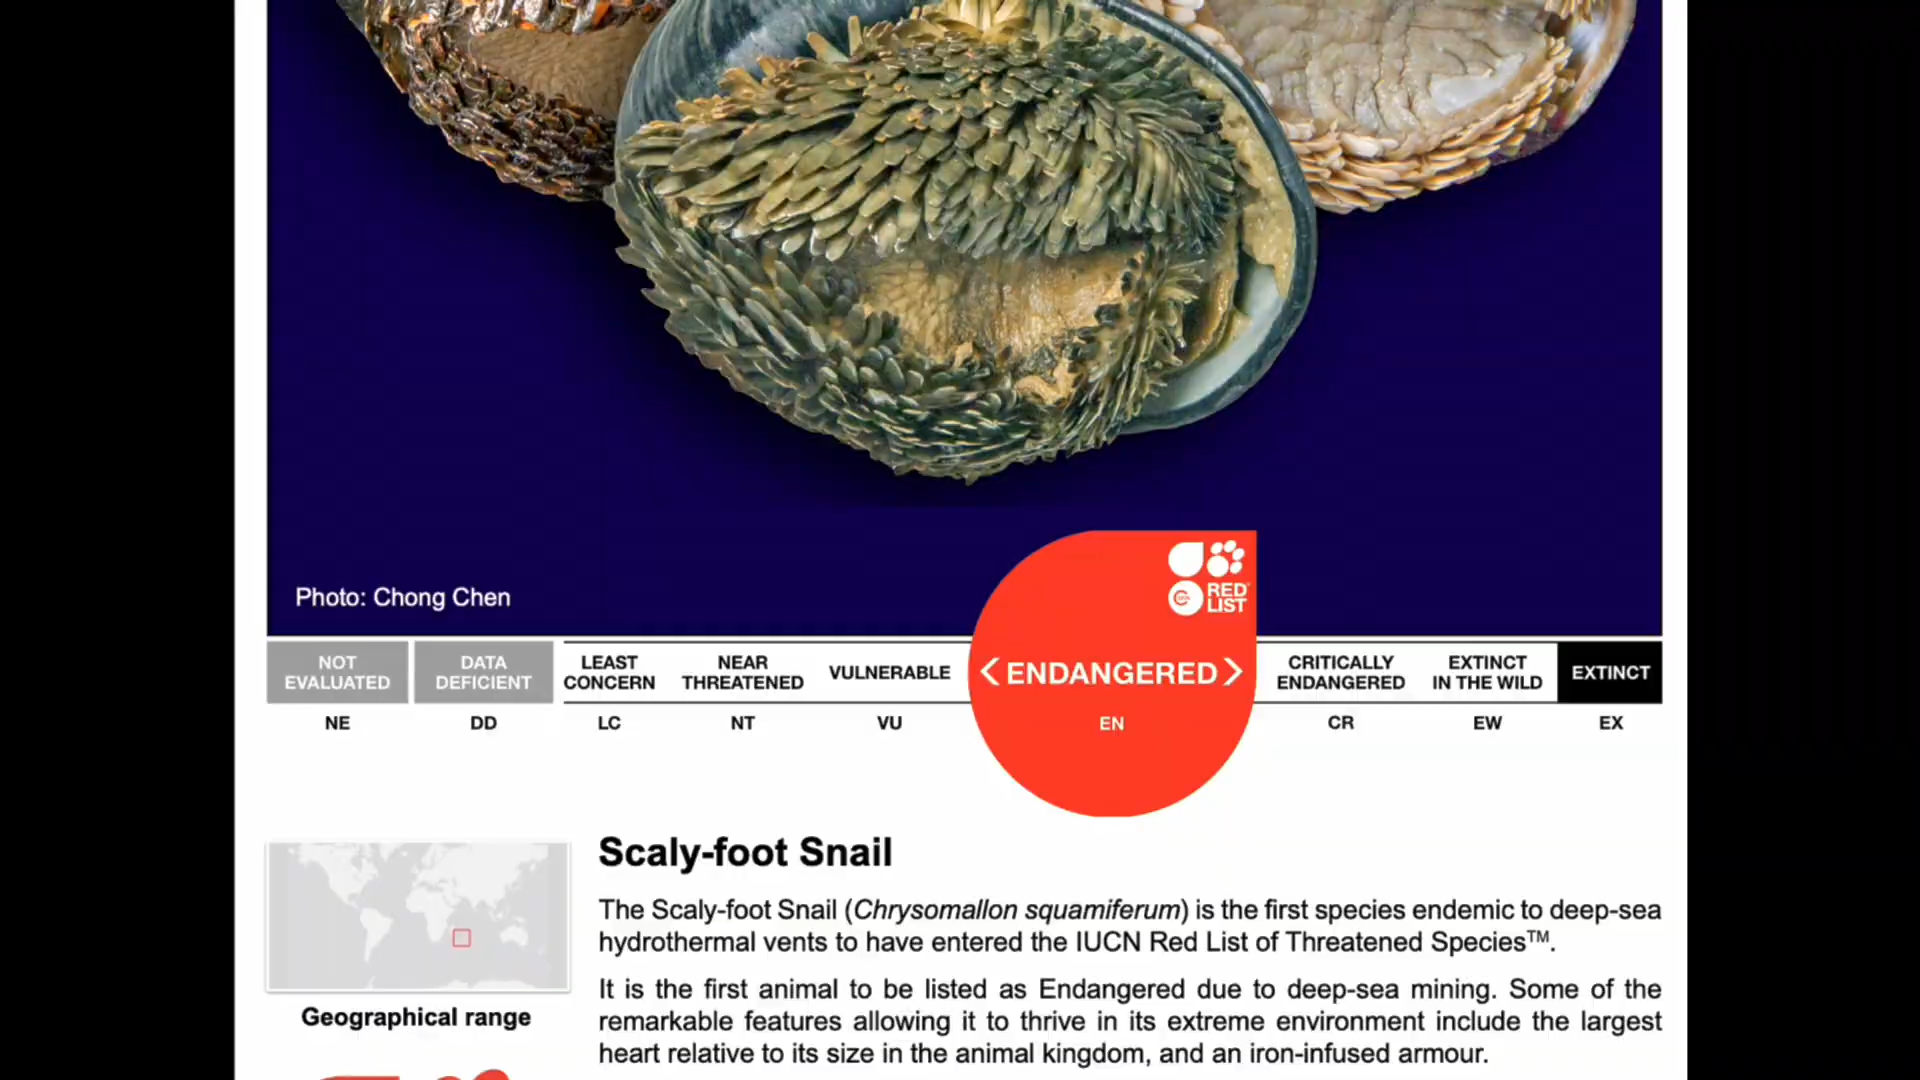 Photo: Chong Chen
RED
LIST
NOT
EVALUATED
DATA
DEFICIENT
LEAST
CONCERN
NEAR
THREATENED
VULNERABLE
<ENDANGERED>
CRITICALLY
ENDANGERED
EXTINCT
IN THE WILD
EXTINCT
NE
DD
LC
NT
VU
EN
CR
EW
EX
Scaly-foot Snail
The Scaly-foot Snail (Chrysomallon squamiferum) is the first species endemic to deep-sea
hydrothermal vents to have entered the IUCN Red List of Threatened Species™.
It is the first animal to be listed as Endangered due to deep-sea mining. Some of the
remarkable features allowing it to thrive in its extreme environment include the largest
heart relative to its size in the animal kingdom, and an iron-infused armour.
Geographical range